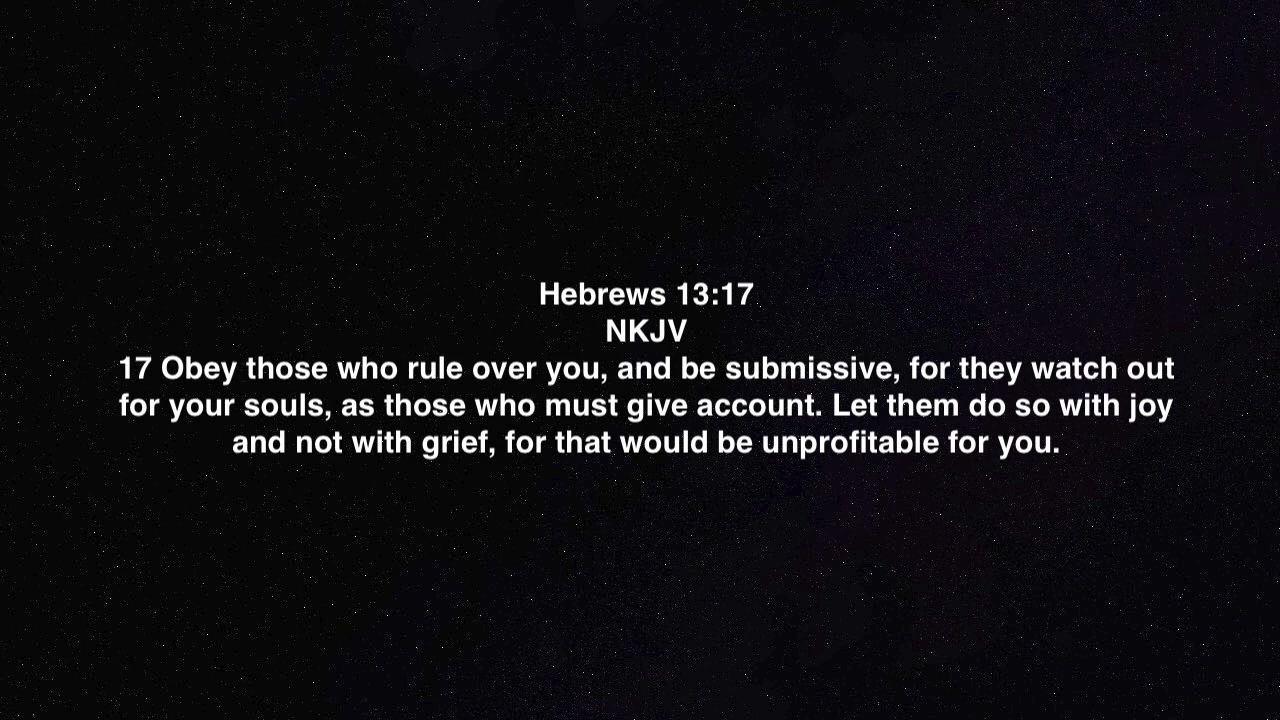 Hebrews 13:17
NKJV
17 Obey those who rule over you, and be submissive, for they watch out
for your souls, as those who must give account. Let them do so with joy
and not with grief, for that would be unprofitable for you.